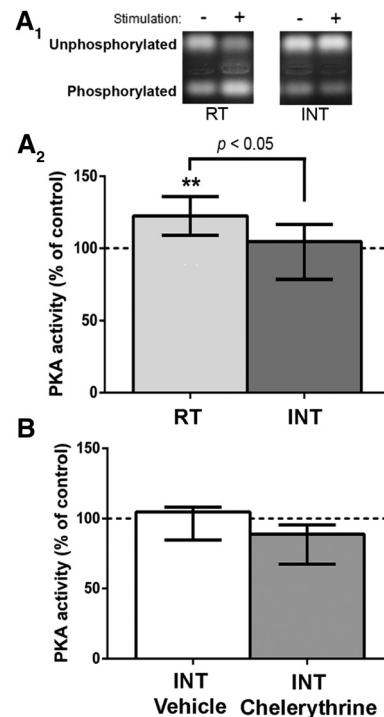 A1
Stimulation: - + - +
Unphosphorylated
Phosphorylated
RT INT
A2
p < 0.05
**
PKA activity (% of control)
150
100
50
0
RT INT
B
PKA activity (% of control)
150
100
50
0
INT Vehicle
INT Chelerythrine